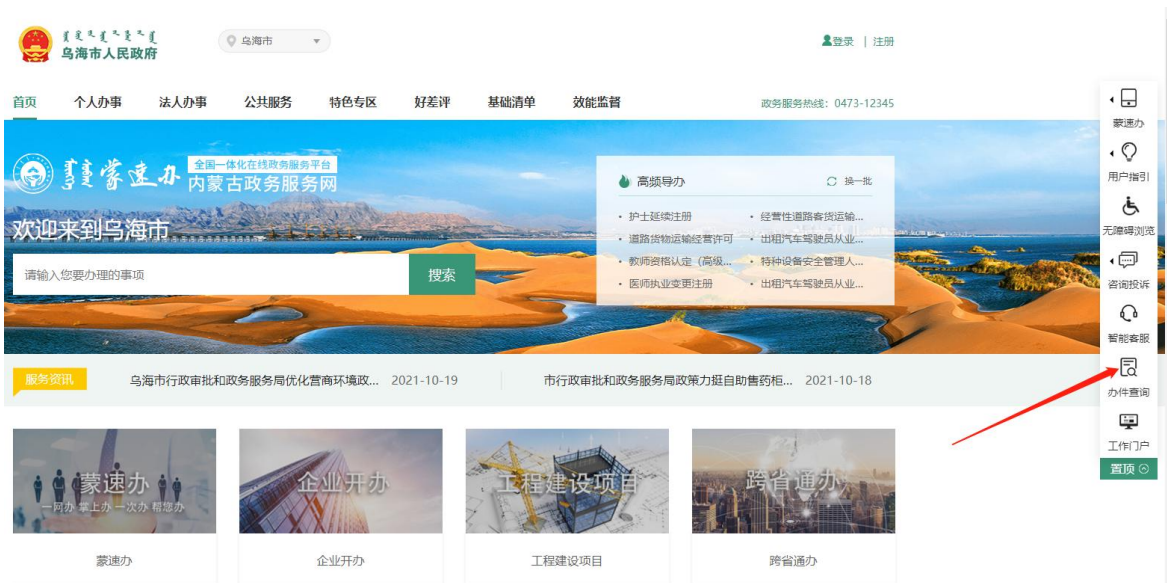 乌海市人民政府
乌海市
登录 | 注册
首页 个人办事 法人办事 公共服务 特色专区 好差评 基础清单 效能监督
政务服务热线: 0473-12345
蒙速办
全国一体化在线政务服务平台
内蒙古政务服务网
欢迎来到乌海市
请输入您要办理的事项
搜索
高频导办 换一批
· 护士延续注册 · 经营性道路客货运输...
· 道路货物运输经营许可 · 出租汽车驾驶员从业...
· 教师资格认定（高级... · 特种设备安全管理人...
· 医师执业变更注册 · 出租汽车驾驶员从业...
服务资讯 乌海市行政审批和政务服务局优化营商环境政... 2021-10-19 市行政审批和政务服务局政策力挺自助售药柜... 2021-10-18
蒙速办
一网办 掌上办 一次办 帮您办
企业开办
工程建设项目
跨省通办
蒙速办
企业开办
工程建设项目
跨省通办
蒙速办
用户指引
无障碍浏览
咨询投诉
智能客服
办件查询
工作门户
置顶